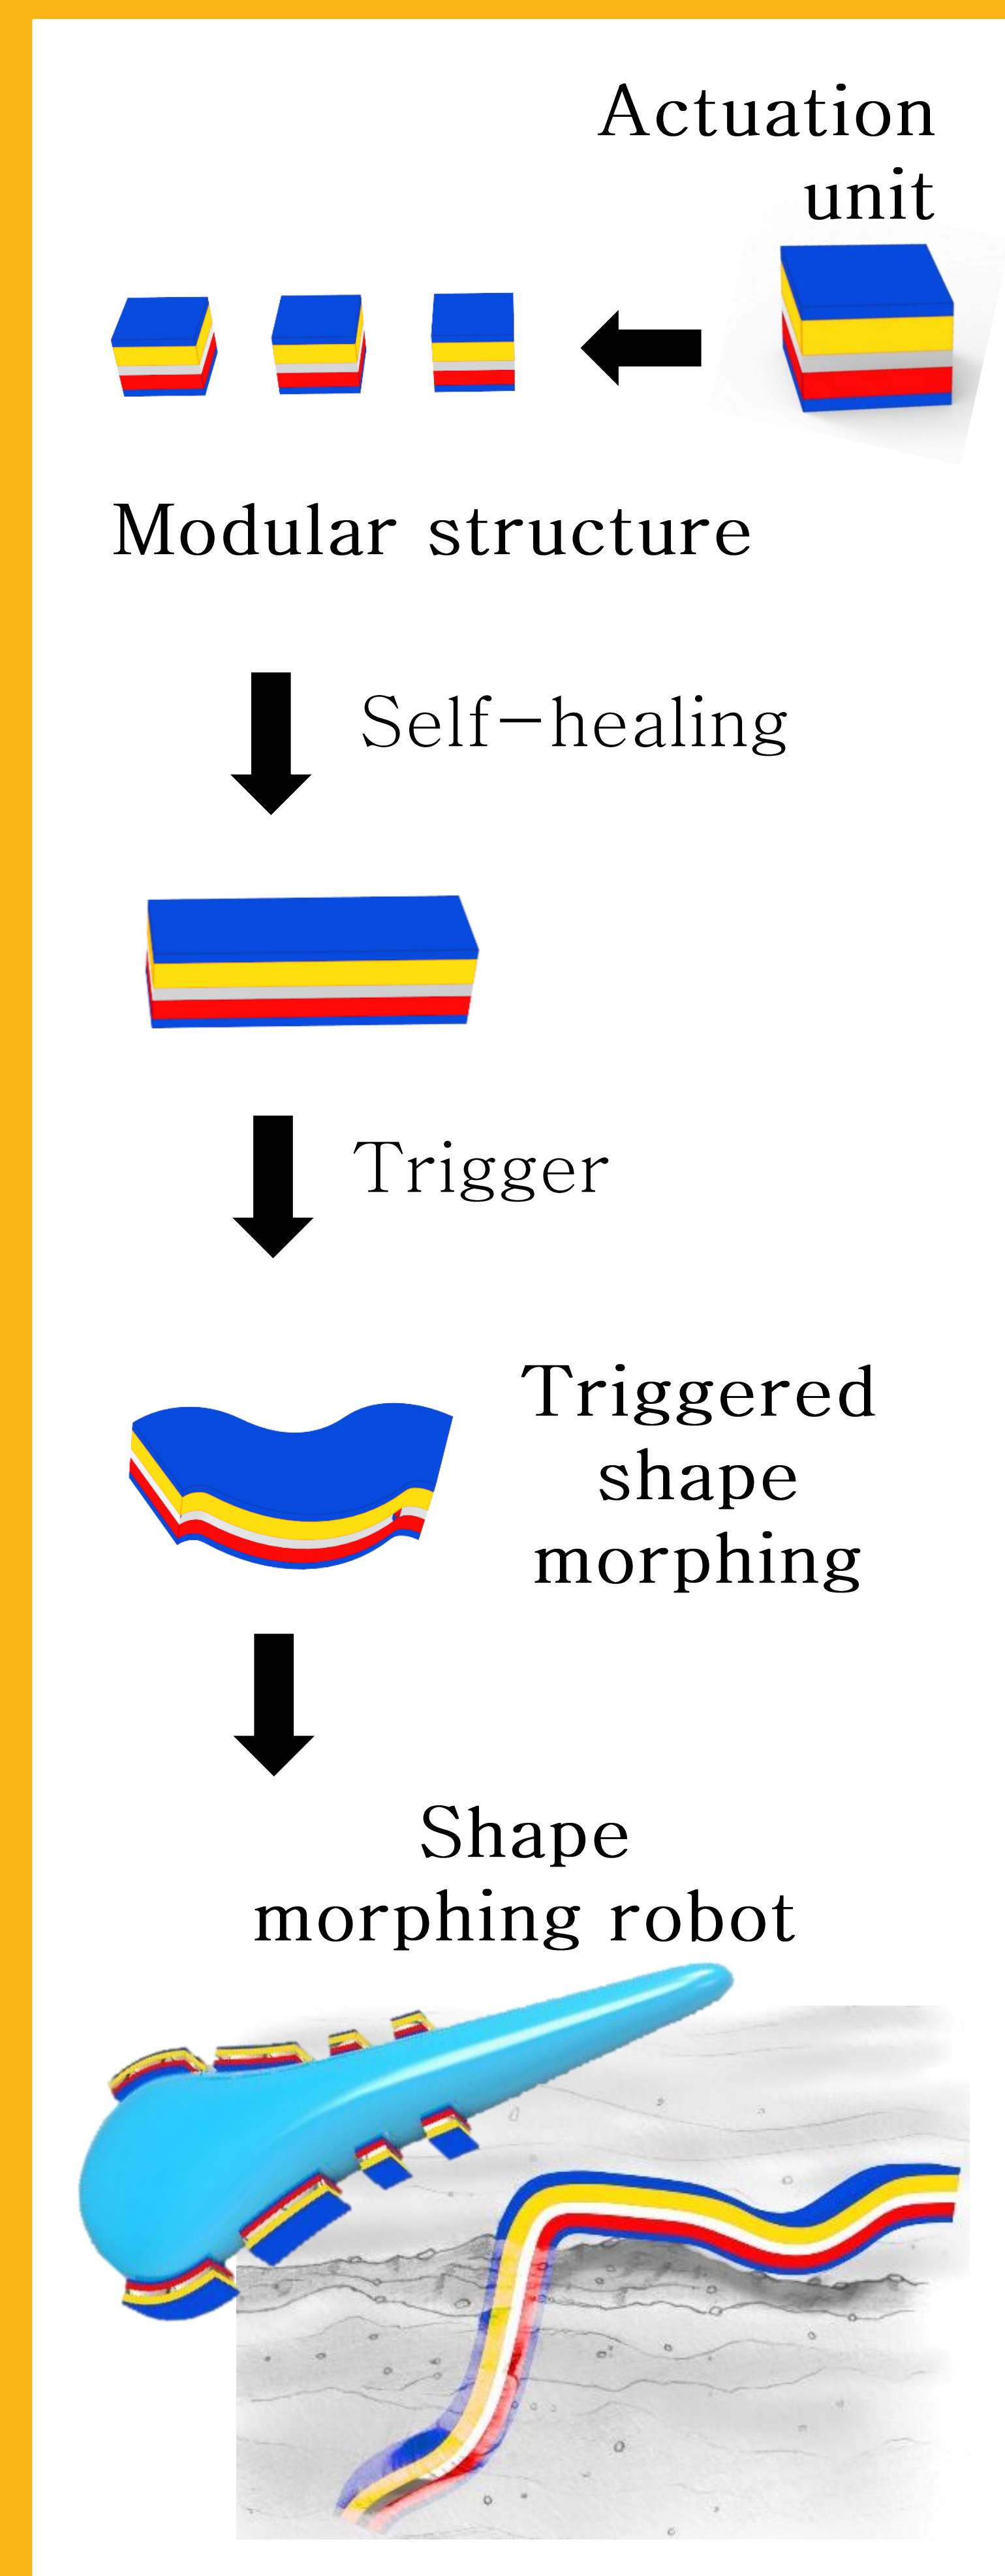 Actuation
unit
Modular structure
Self-healing
Trigger
Triggered
shape
morphing
Shape
morphing robot